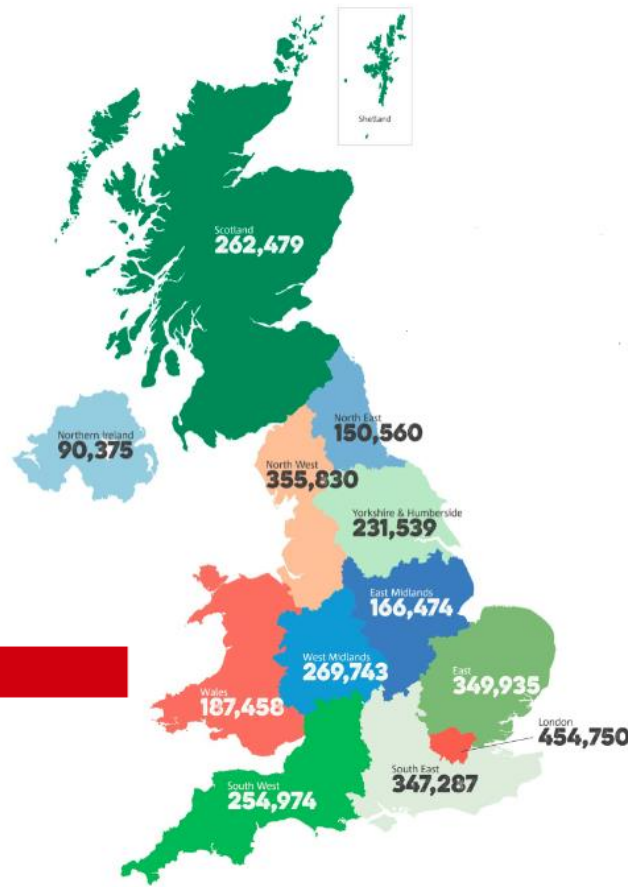 Shetland
Scotland
262,479
North East
150,560
Northern Ireland
90,375
North West
355,830
Yorkshire & Humberside
231,539
East Midlands
166,474
West Midlands
269,743
East
349,935
Wales
187,458
London
454,750
South East
347,287
South West
254,974